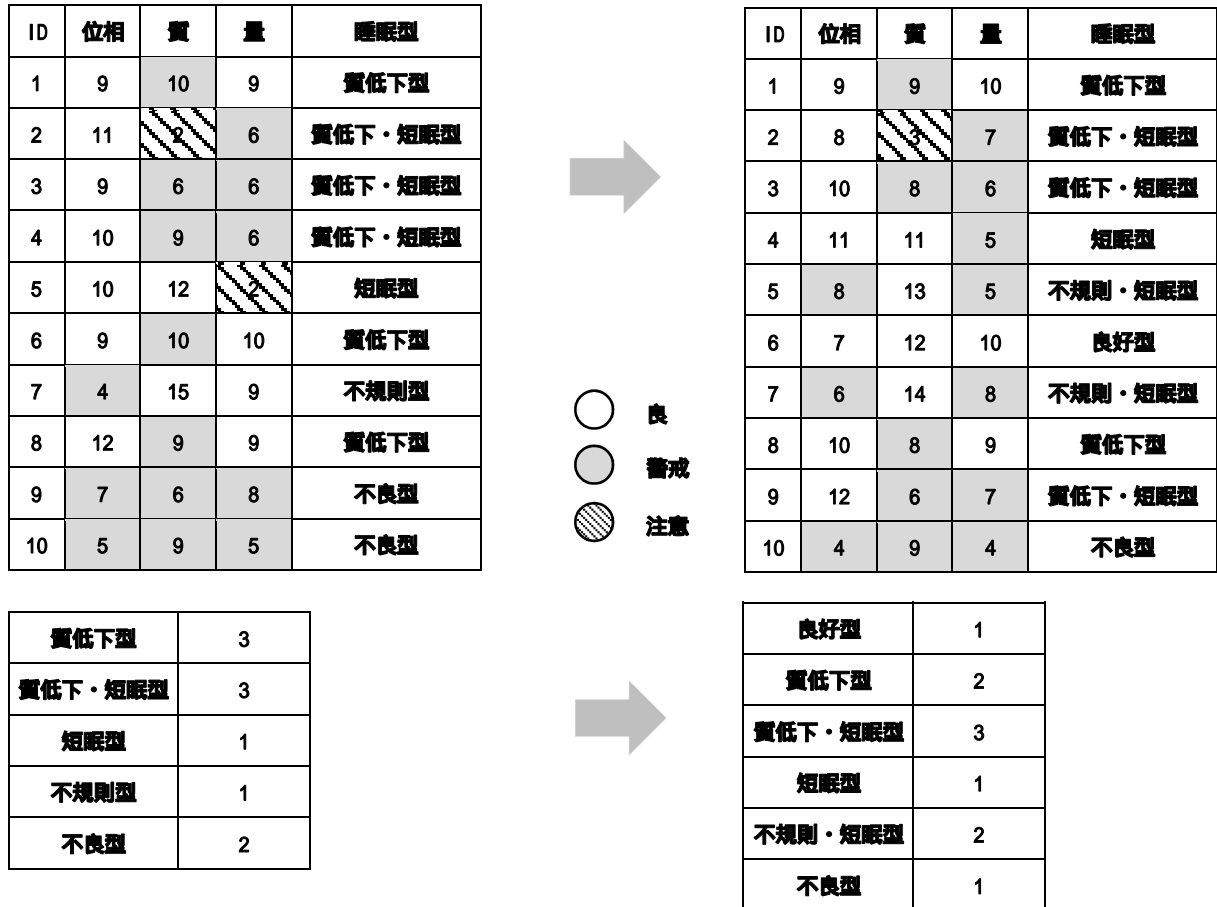 ID 位相 質 量 睡眠型
1 9 10 9 質低下型
2 11 2 6 質低下・短眠型
3 9 6 6 質低下・短眠型
4 10 9 6 質低下・短眠型
5 10 12 2 短眠型
6 9 10 10 質低下型
7 4 15 9 不規則型
8 12 9 9 質低下型
9 7 6 8 不良型
10 5 9 5 不良型
ID 位相 質 量 睡眠型
1 9 9 10 質低下型
2 8 3 7 質低下・短眠型
3 10 8 6 質低下・短眠型
4 11 11 5 短眠型
5 8 13 5 不規則・短眠型
6 7 12 10 良好型
7 6 14 8 不規則・短眠型
8 10 8 9 質低下型
9 12 6 7 質低下・短眠型
10 4 9 4 不良型
良
警戒
注意
質低下型 3
質低下・短眠型 3
短眠型 1
不規則型 1
不良型 2
良好型 1
質低下型 2
質低下・短眠型 3
短眠型 1
不規則・短眠型 2
不良型 1